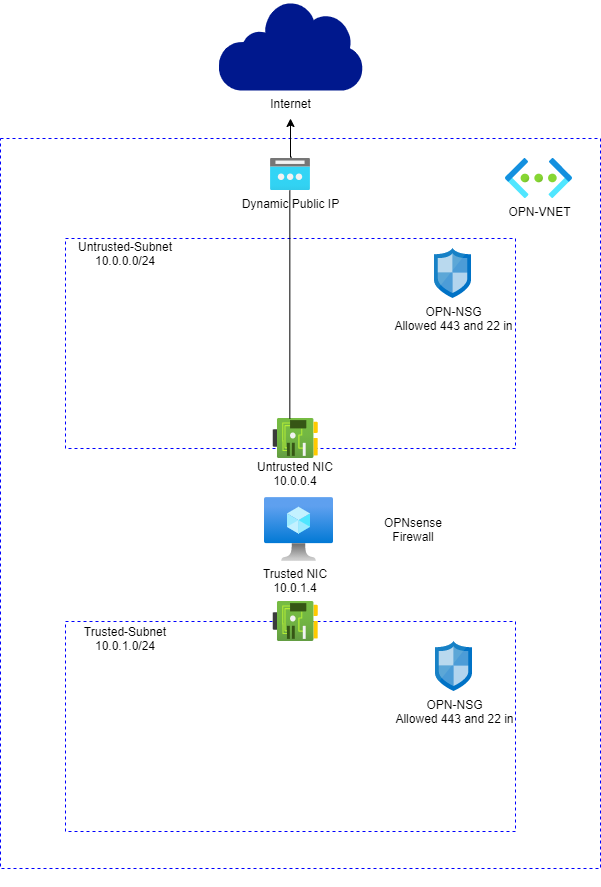 Internet
Dynamic Public IP
OPN-VNET
Untrusted-Subnet
10.0.0.0/24
OPN-NSG
Allowed 443 and 22 in
Untrusted NIC
10.0.0.4
OPNsense
Firewall
Trusted NIC
10.0.1.4
Trusted-Subnet
10.0.1.0/24
OPN-NSG
Allowed 443 and 22 in